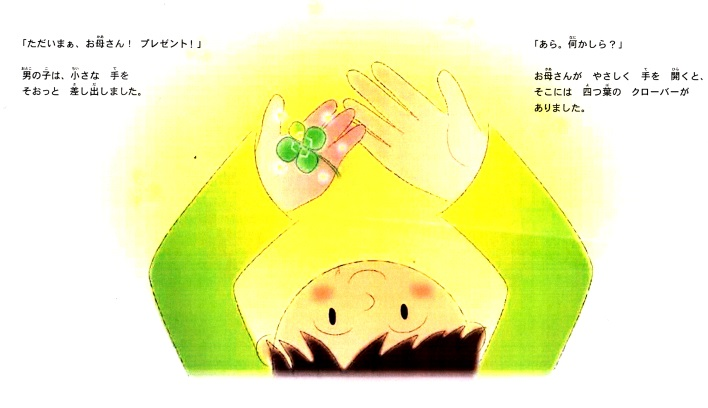 「ただいまぁ、お母さん! プレゼント!」
男の子は、小さな 手を
そおっと 差し出しました。
「あら。何かしら?」
お母さんが やさしく 手を 開くと、
そこには 四つ葉の クローバーが
ありました。